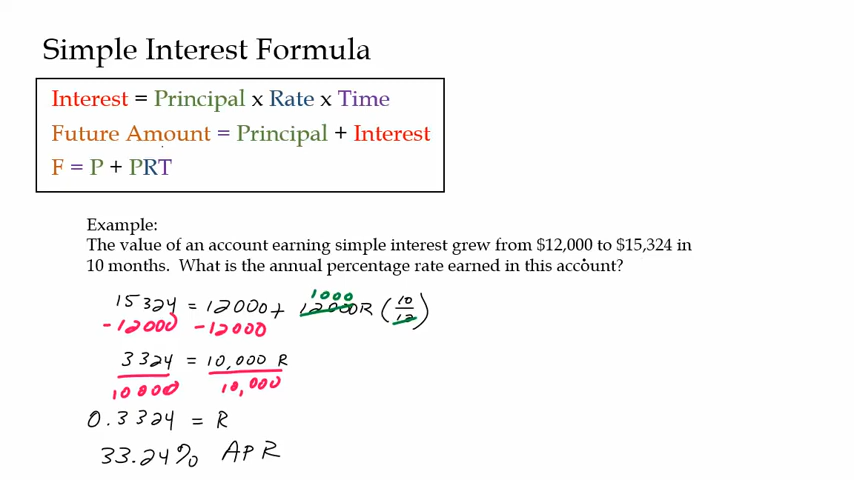 Simple Interest Formula
Interest = Principal x Rate x Time
Future Amount = Principal + Interest
F = P + PRT
Example:
The value of an account earning simple interest grew from $12,000 to $15,324 in
10 months. What is the annual percentage rate earned in this account?
1000
15324 = 12000 + 12000R (10/12)
-12000 -12000
3324 = 10,000 R
10000 10,000
0.3324 = R
33.24% APR